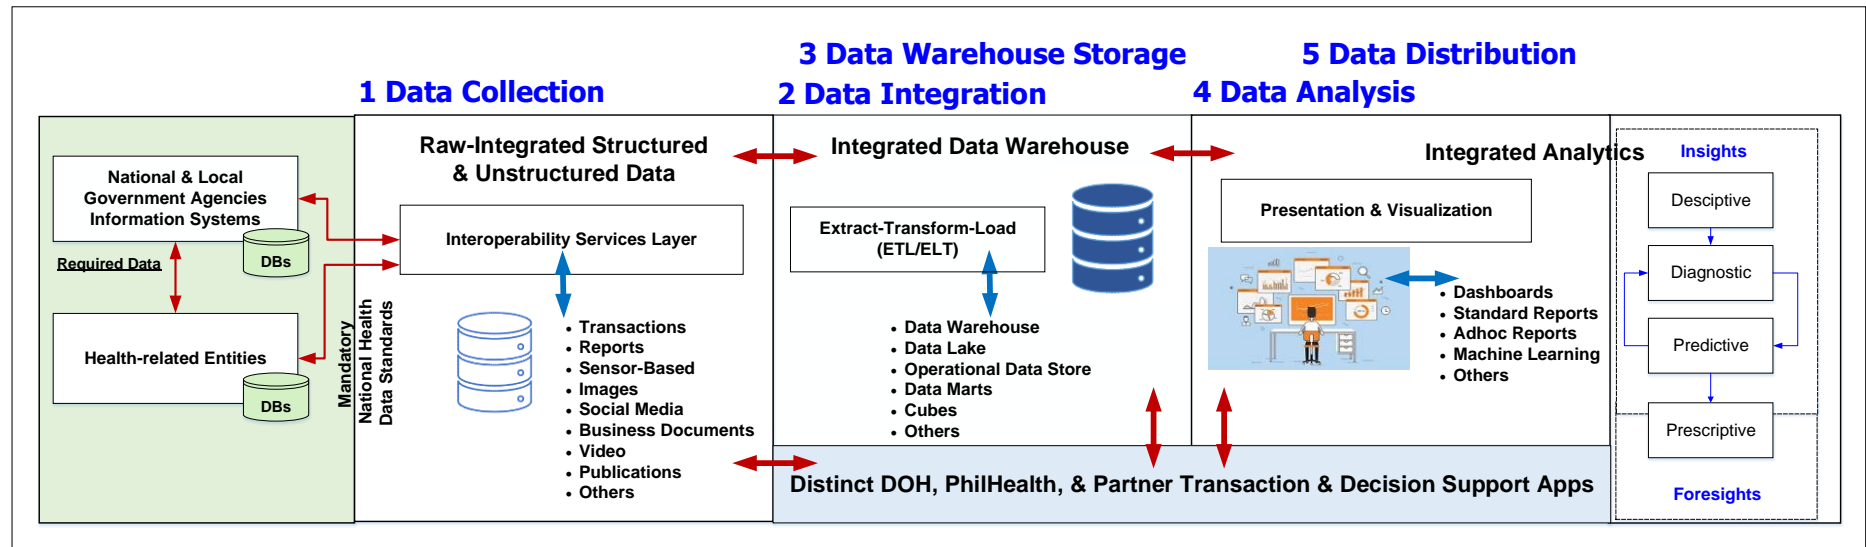 3 Data Warehouse Storage
5 Data Distribution
1 Data Collection
2 Data Integration
4 Data Analysis
National & Local
Government Agencies
Information Systems
DBs
Required Data
Health-related Entities
DBs
Mandatory
National Health
Data Standards
Raw-Integrated Structured
& Unstructured Data
Interoperability Services Layer
• Transactions
• Reports
• Sensor-Based
• Images
• Social Media
• Business Documents
• Video
• Publications
• Others
Integrated Data Warehouse
Extract-Transform-Load
(ETL/ELT)
• Data Warehouse
• Data Lake
• Operational Data Store
• Data Marts
• Cubes
• Others
Integrated Analytics
Presentation & Visualization
• Dashboards
• Standard Reports
• Adhoc Reports
• Machine Learning
• Others
Distinct DOH, PhilHealth, & Partner Transaction & Decision Support Apps
Insights
Desciptive
Diagnostic
Predictive
Prescriptive
Foresights